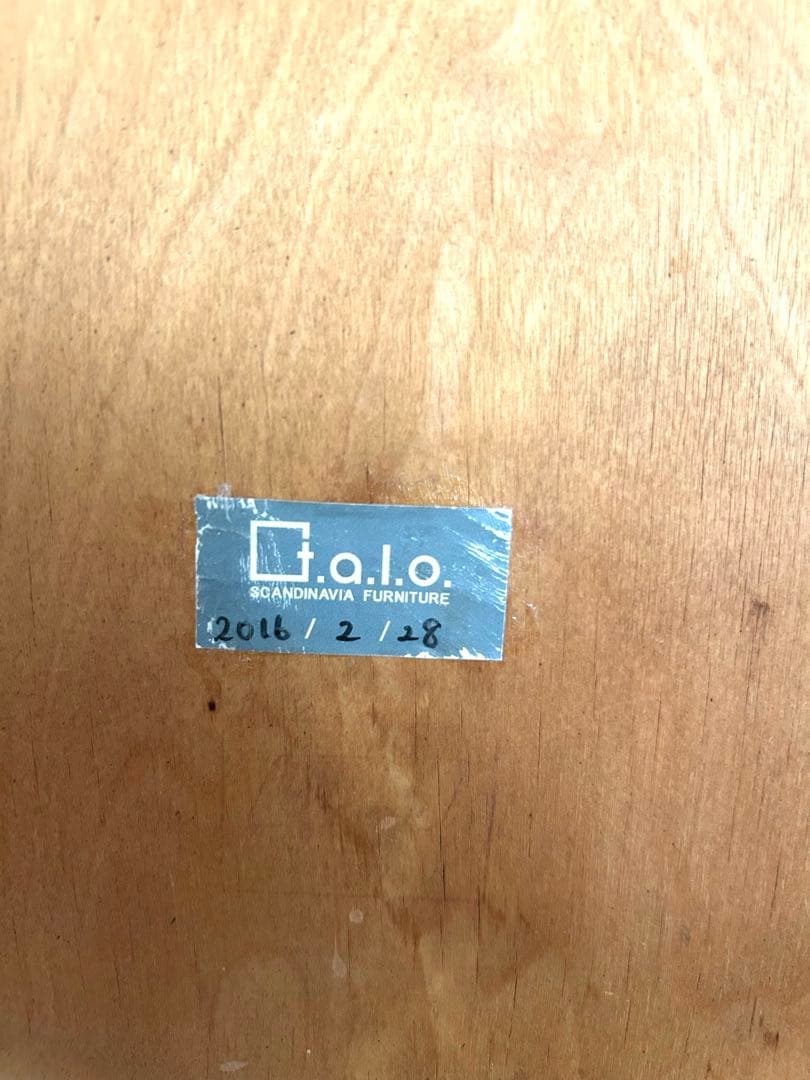 t.a.l.o.
SCANDINAVIA FURNITURE
2016 / 2 / 28